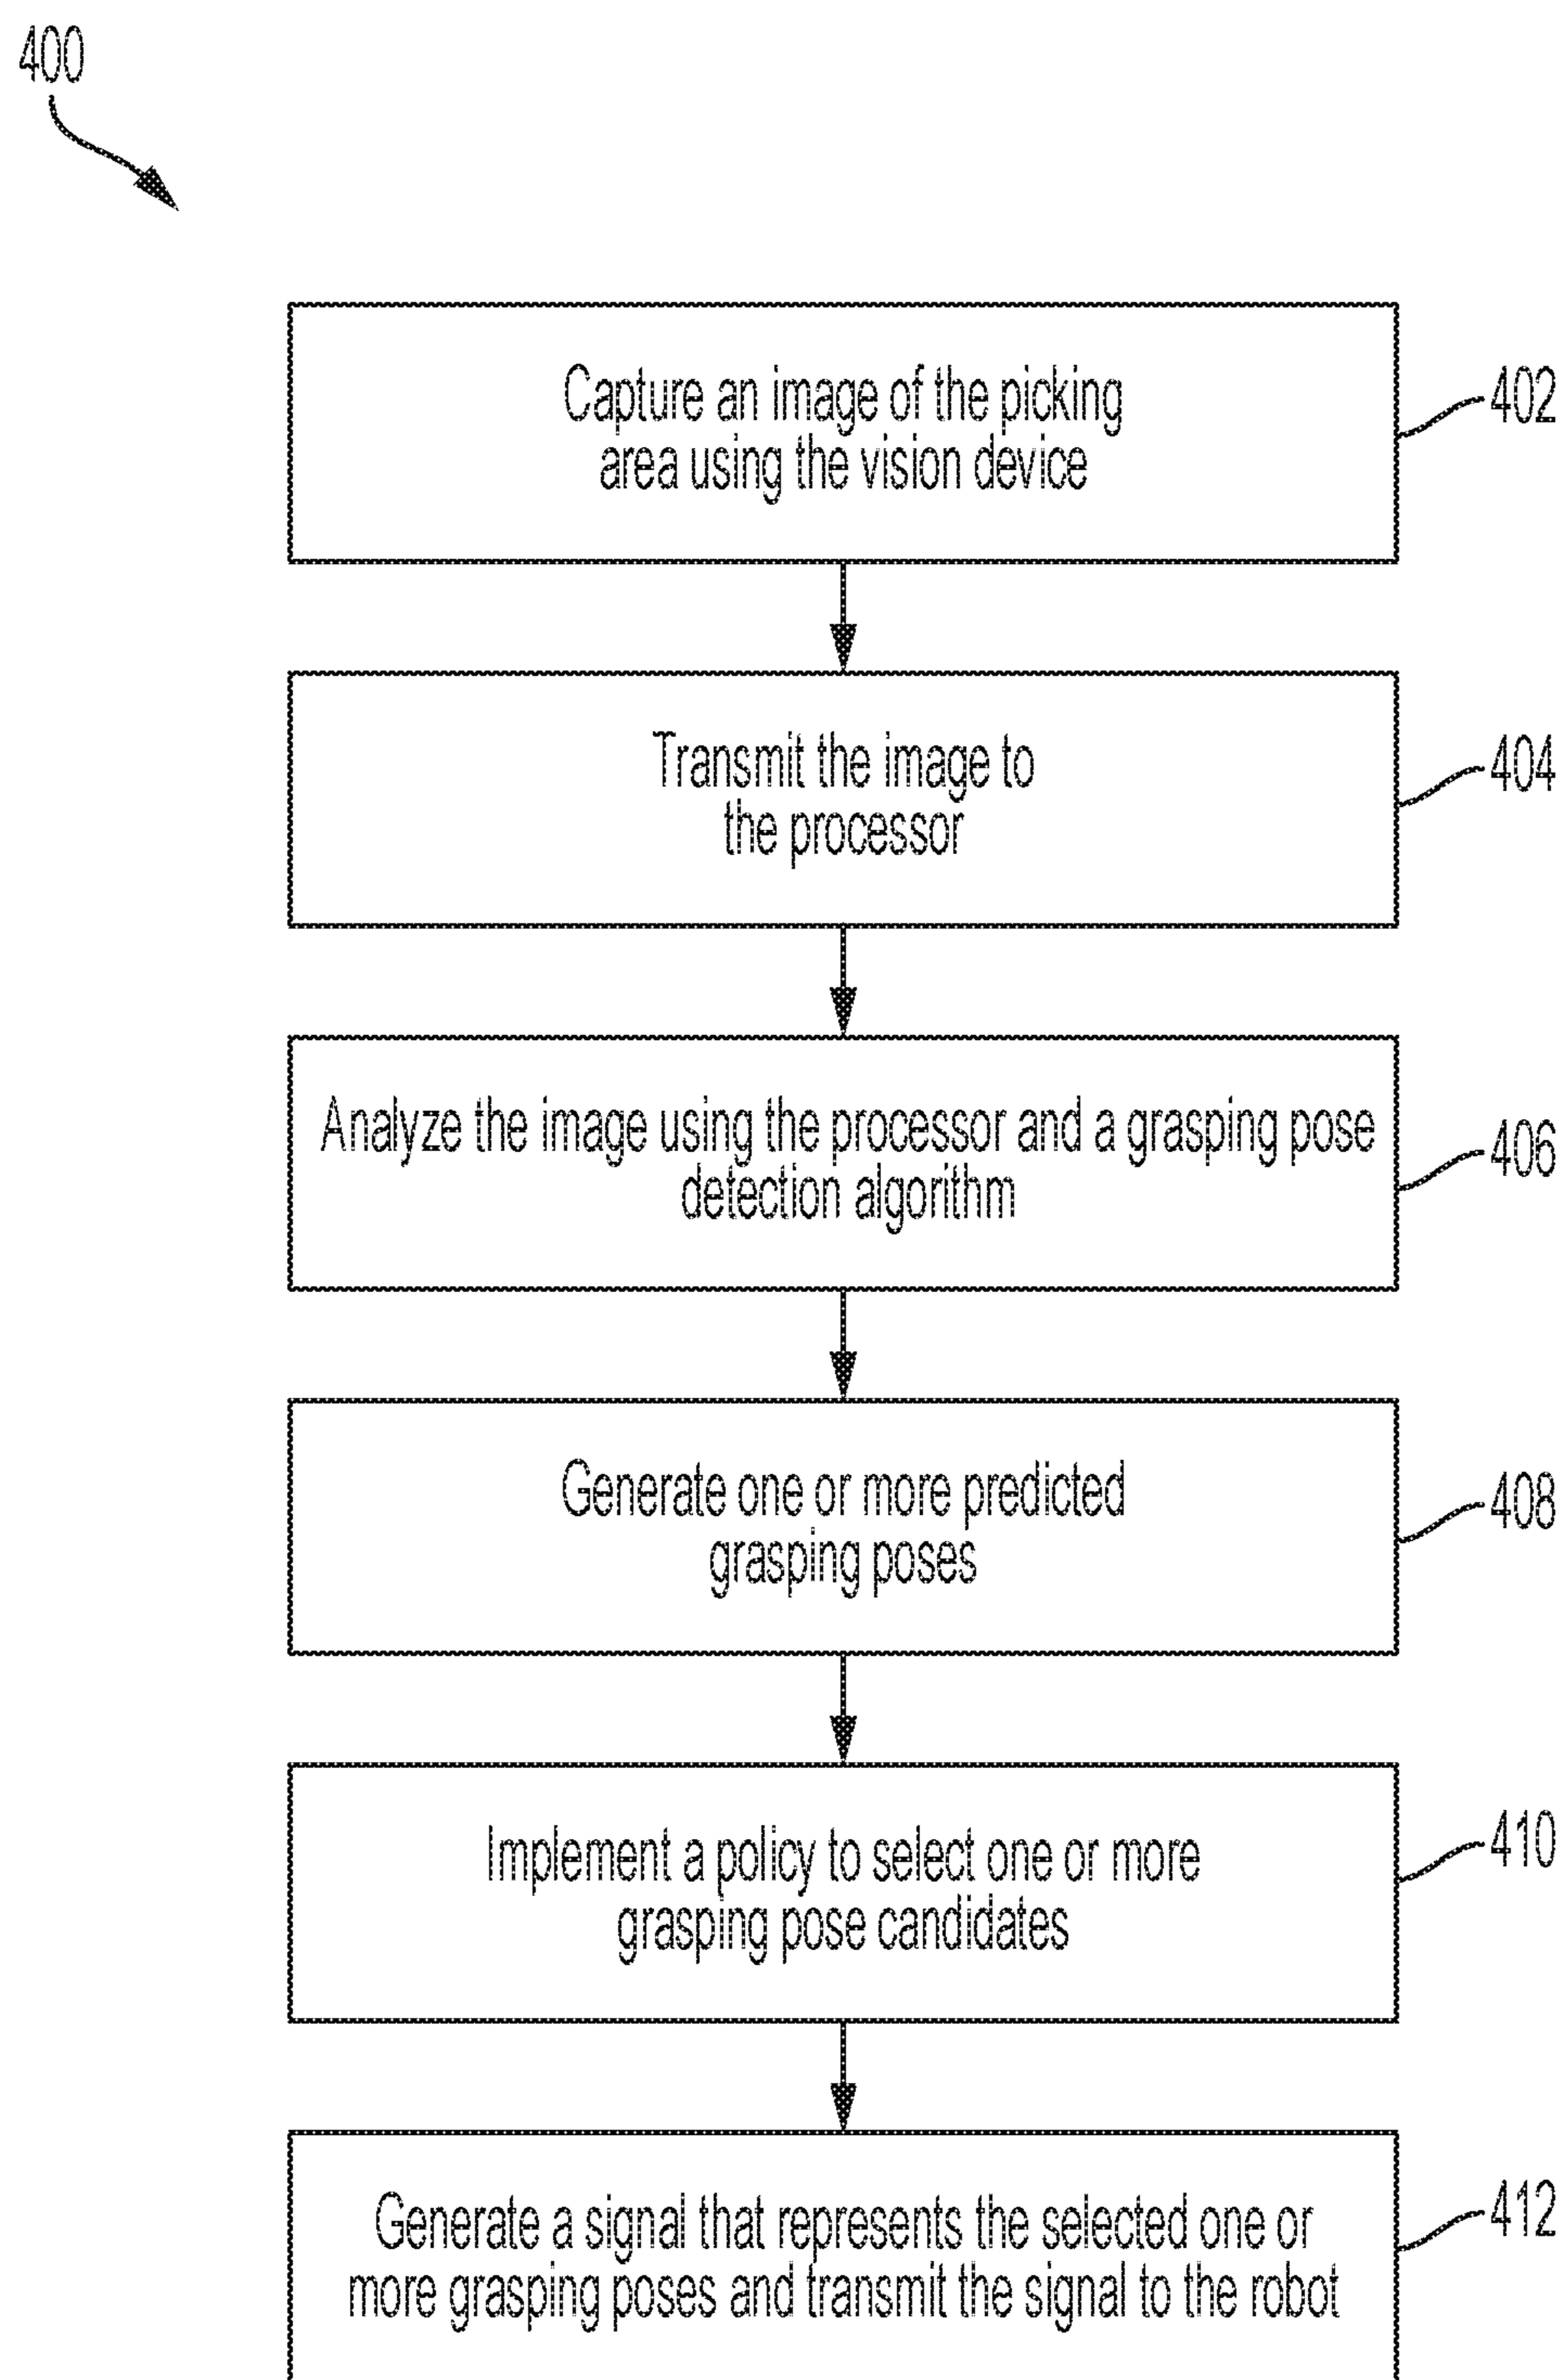 400
Capture an image of the picking
area using the vision device
402
Transmit the image to
the processor
404
Analyze the image using the processor and a grasping pose
detection algorithm
406
Generate one or more predicted
grasping poses
408
Implement a policy to select one or more
grasping pose candidates
410
Generate a signal that represents the selected one or
more grasping poses and transmit the signal to the robot
412